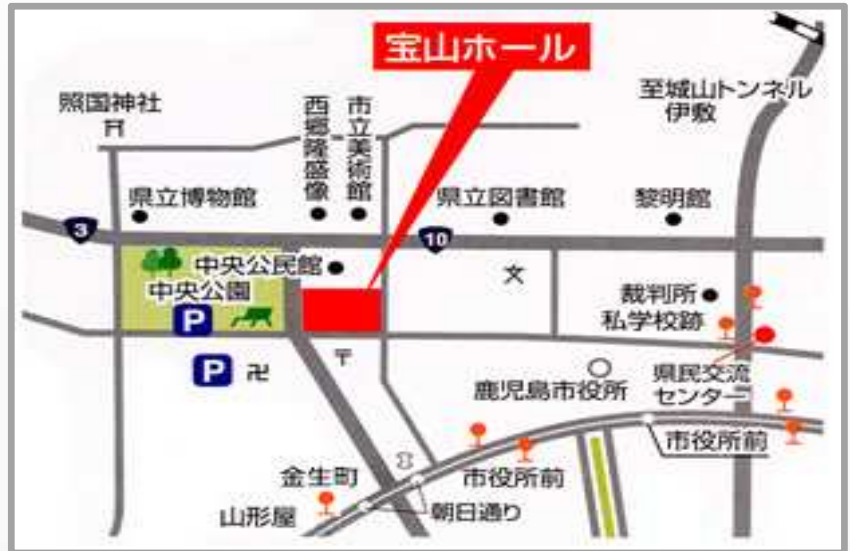 宝山ホール
照国神社
西郷隆盛像
市立美術館
至城山トンネル
伊敷
県立博物館
県立図書館
黎明館
3
10
中央公民館
中央公園
P
文
裁判所
私学校跡
P
卍
〒
鹿児島市役所
県民交流
センター
市役所前
金生町
市役所前
山形屋
朝日通り